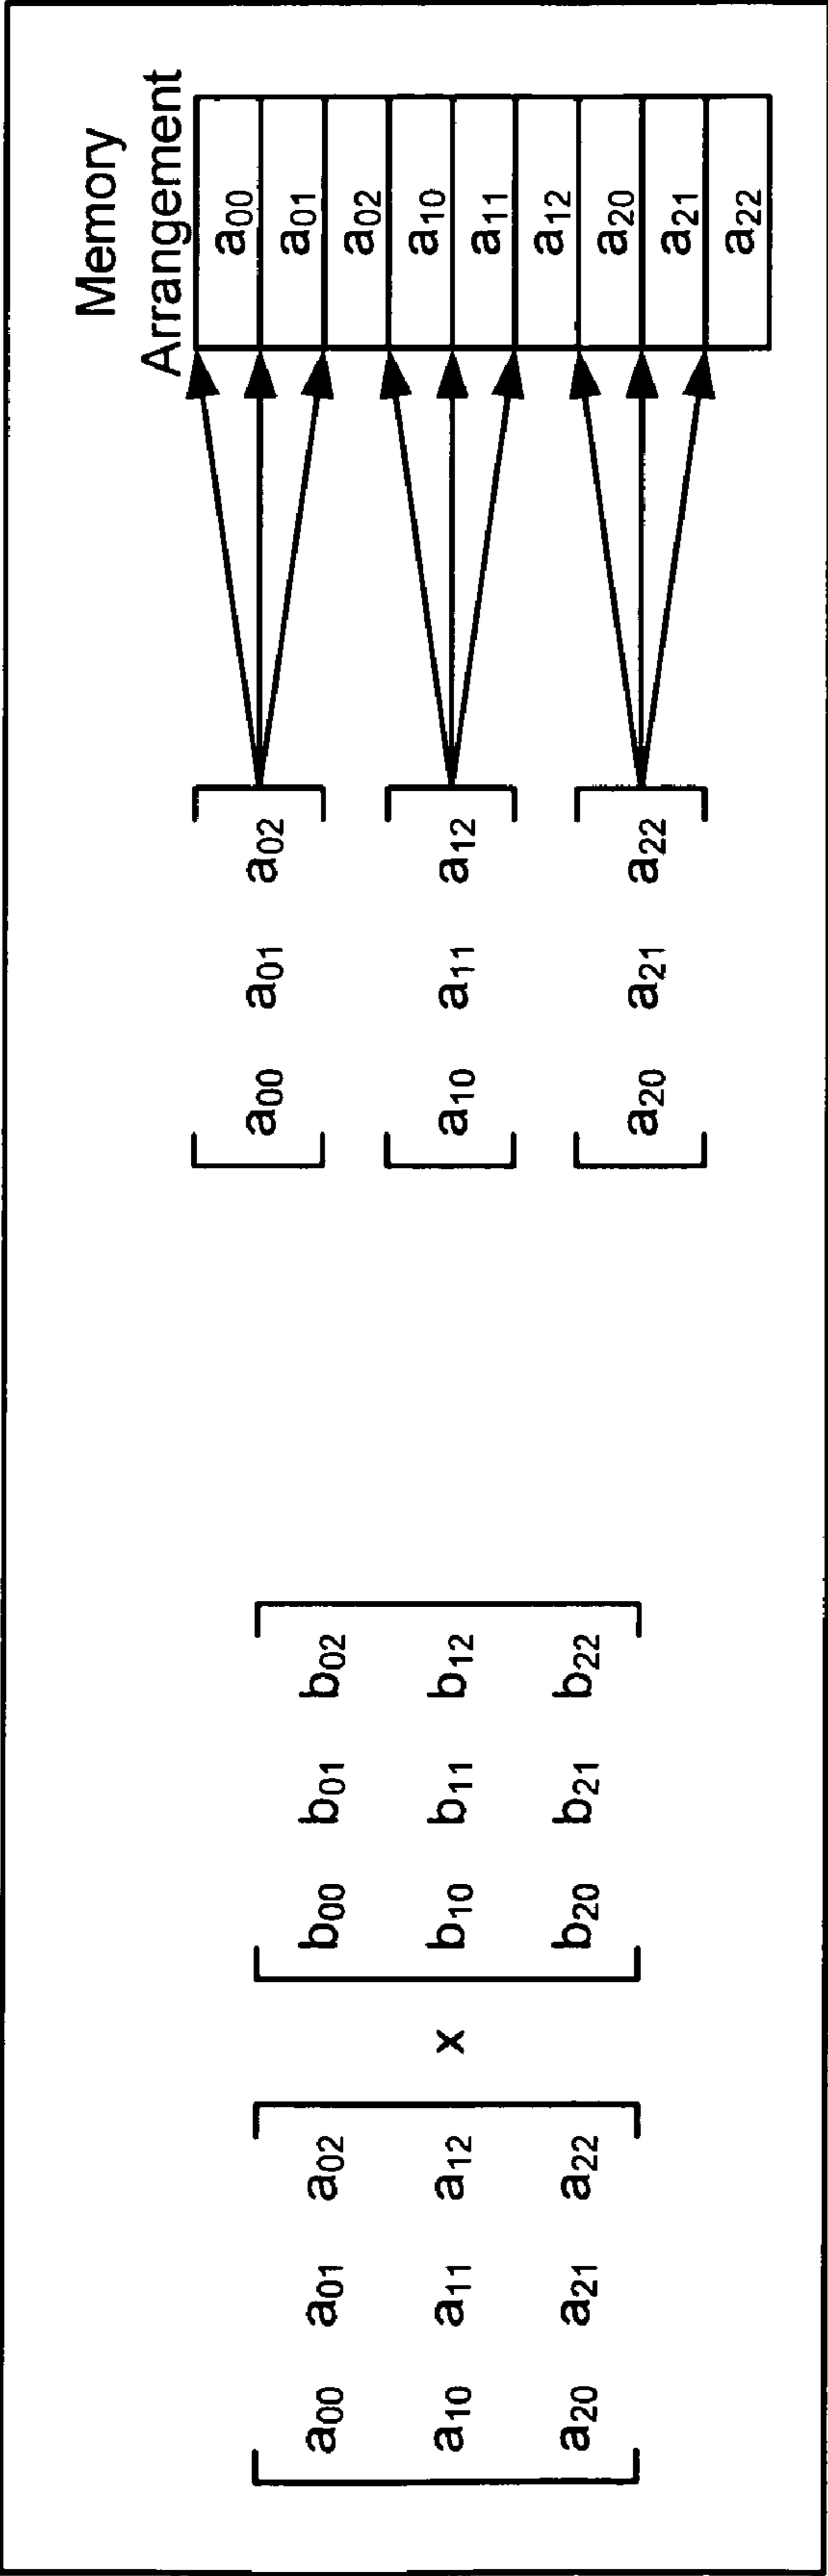 a00 a01 a02
a10 a11 a12
a20 a21 a22
x
b00 b01 b02
b10 b11 b12
b20 b21 b22
a00 a01 a02
a10 a11 a12
a20 a21 a22
Memory
Arrangement
a00
a01
a02
a10
a11
a12
a20
a21
a22